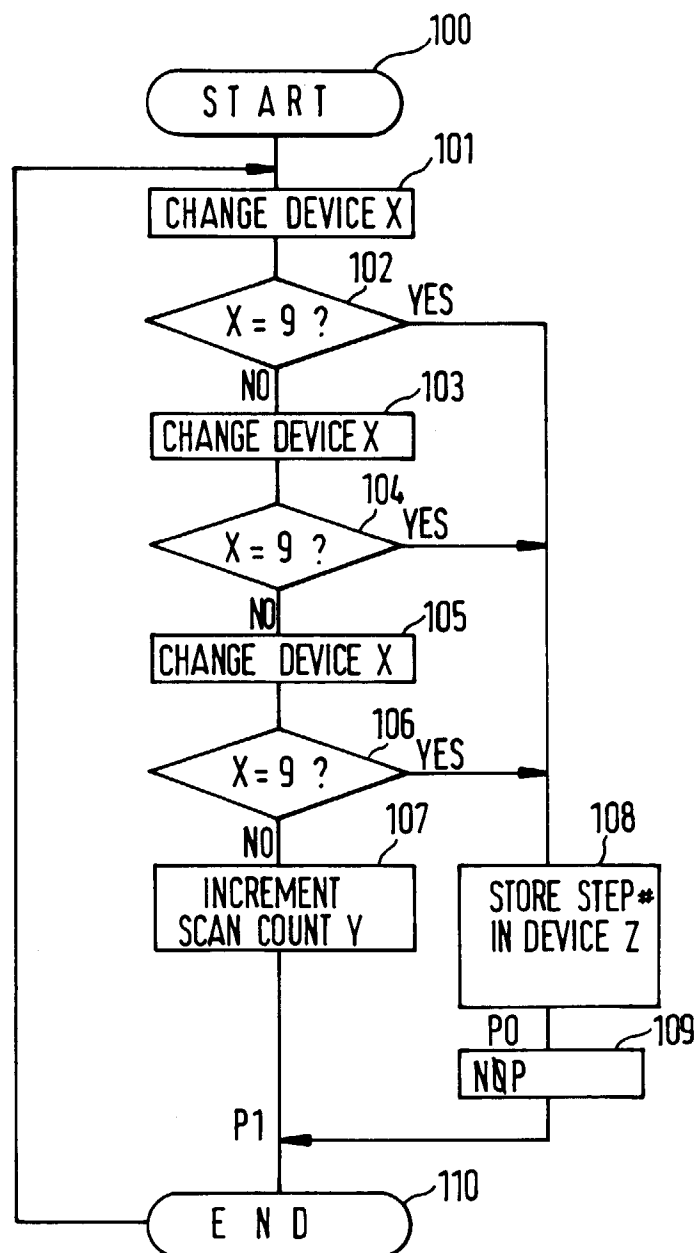 100
START
101
CHANGE DEVICE X
102
X = 9 ?
YES
NO
103
CHANGE DEVICE X
104
X = 9 ?
YES
NO
105
CHANGE DEVICE X
106
X = 9 ?
YES
NO
107
INCREMENT
SCAN COUNT Y
108
STORE STEP#
IN DEVICE Z
P0
109
NOP
P1
110
END